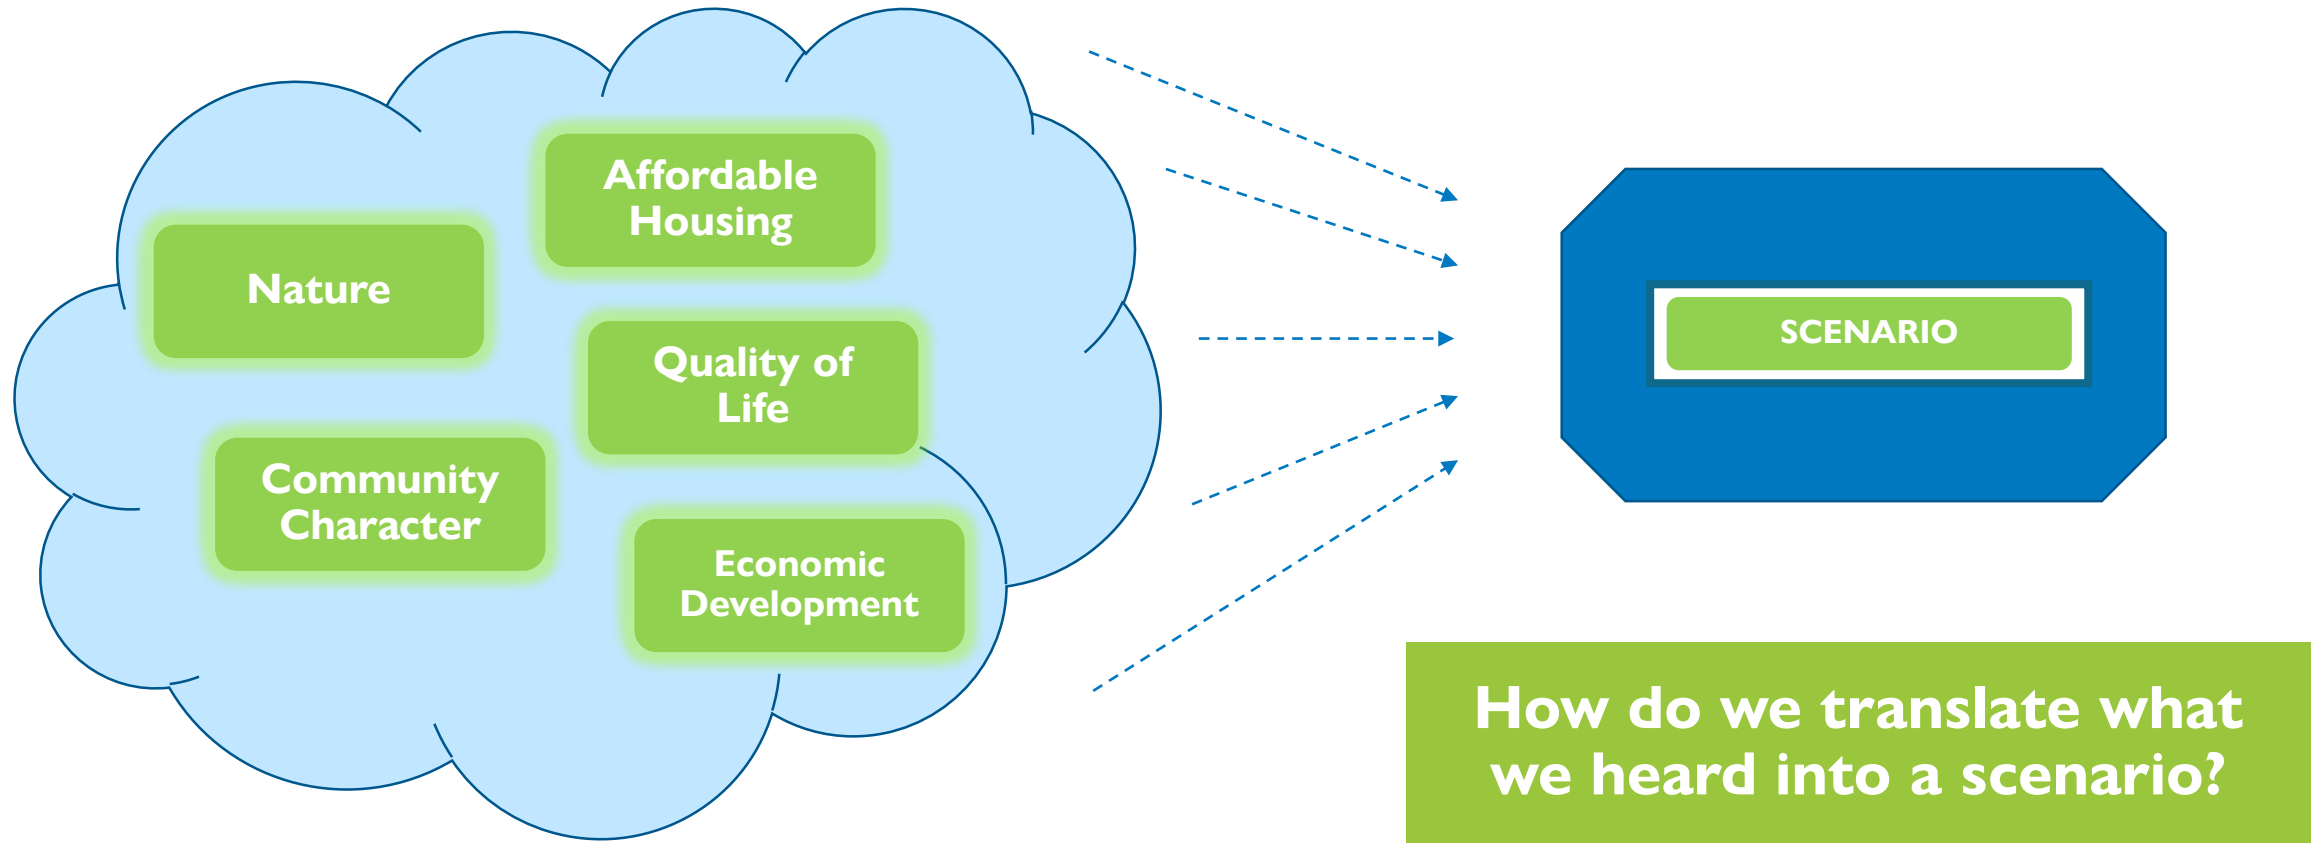 Affordable
Housing
Nature
Quality of
Life
Community
Character
Economic
Development
SCENARIO
How do we translate what
we heard into a scenario?